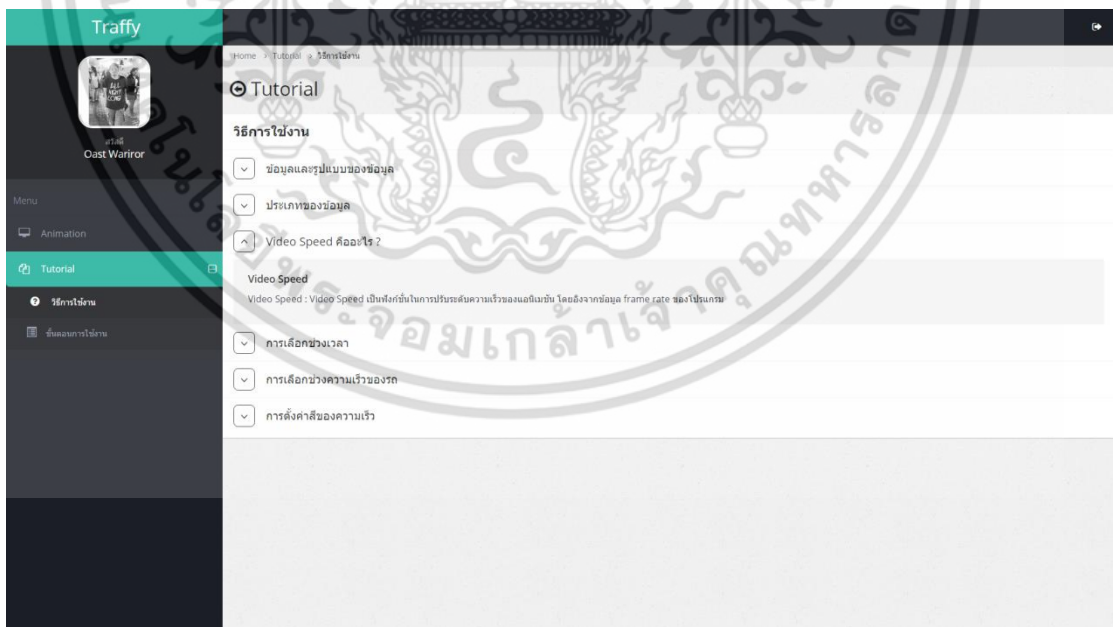 Traffy
สวัสดี
Oast Wariror
Menu
Animation
Tutorial
วิธีการใช้งาน
ขั้นตอนการใช้งาน
Home » Tutorial » วิธีการใช้งาน
Tutorial
วิธีการใช้งาน
ข้อมูลและรูปแบบของข้อมูล
ประเภทของข้อมูล
Video Speed คืออะไร ?
Video Speed
Video Speed : Video Speed เป็นฟังก์ชั่นในการปรับระดับความเร็วของแอนิเมชั่น โดยอิงจากข้อมูล frame rate ของโปรแกรม
การเลือกช่วงเวลา
การเลือกช่วงความเร็วของรถ
การตั้งค่าสีของความเร็ว